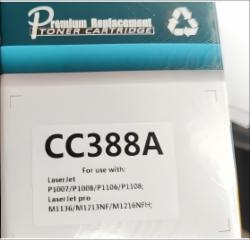 Premium Replacement
TONER CARTRIDGE
CC388A
For use with:
LaserJet
P1007/P1008/P1106/P1108;
LaserJet pro
M1136/M1213NF/M1216NFH;